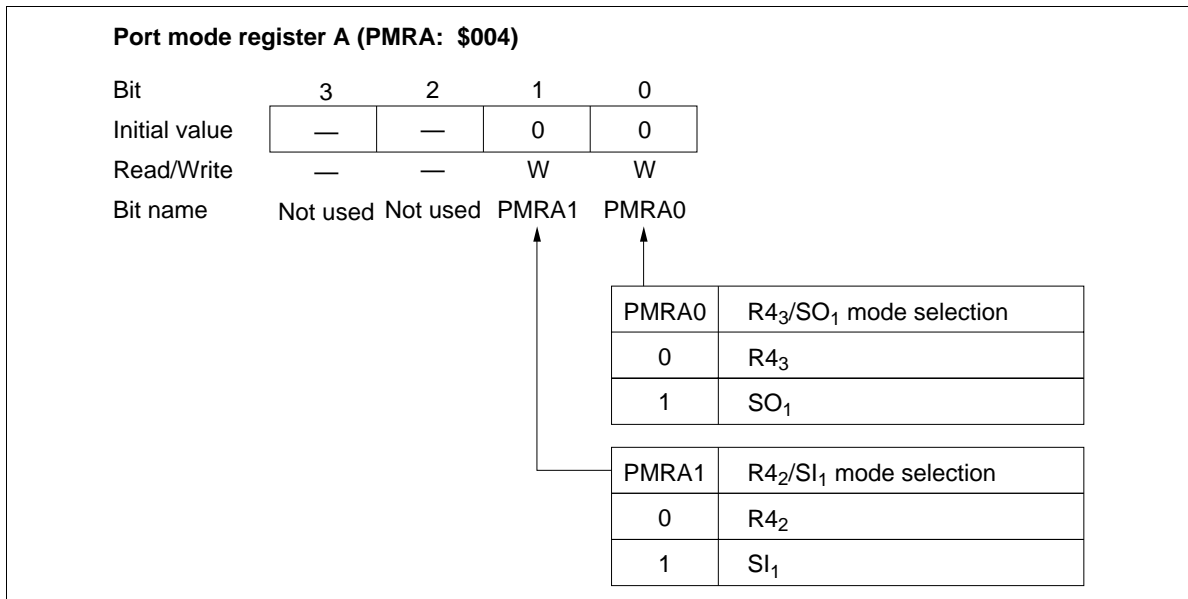 Port mode register A (PMRA: $004)
Bit 3 2 1 0
Initial value — — 0 0
Read/Write — — W W
Bit name Not used Not used PMRA1 PMRA0
PMRA0 R4₃/SO₁ mode selection
0 R4₃
1 SO₁
PMRA1 R4₂/SI₁ mode selection
0 R4₂
1 SI₁